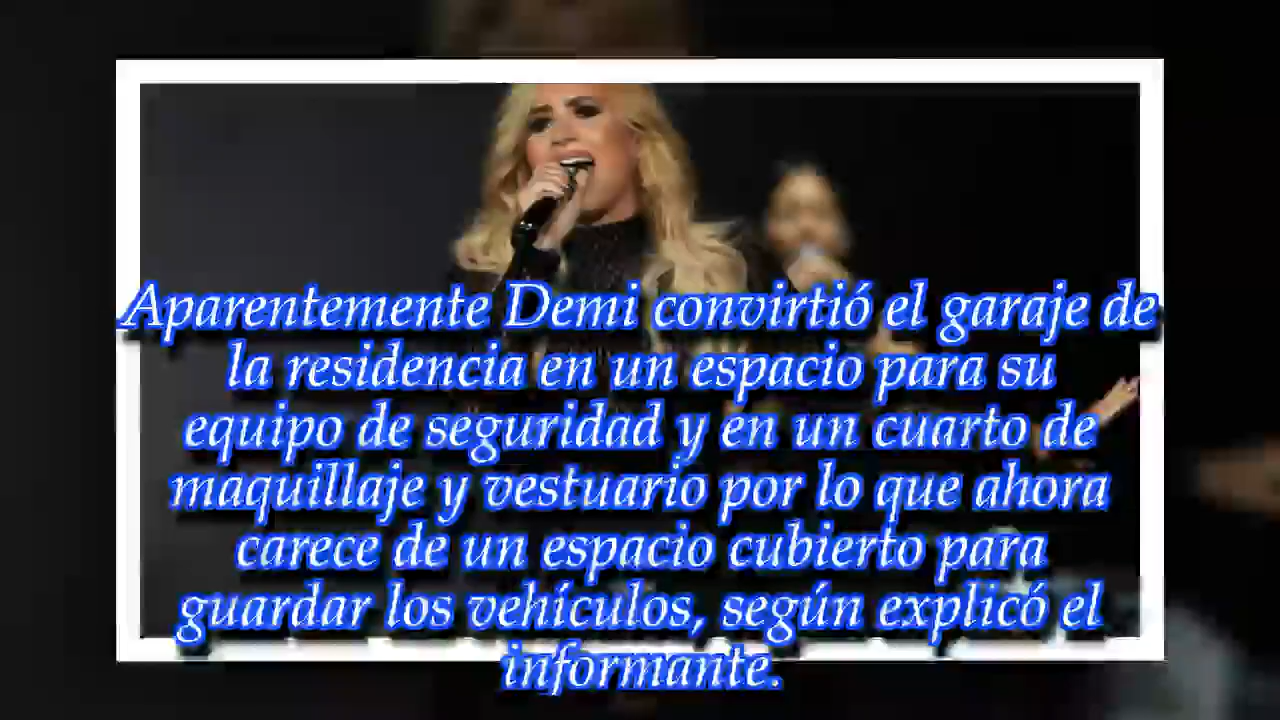 Aparentemente Demi convirtió el garaje de
la residencia en un espacio para su
equipo de seguridad y en un cuarto de
maquillaje y vestuario por lo que ahora
carece de un espacio cubierto para
guardar los vehículos, según explicó el
informante.